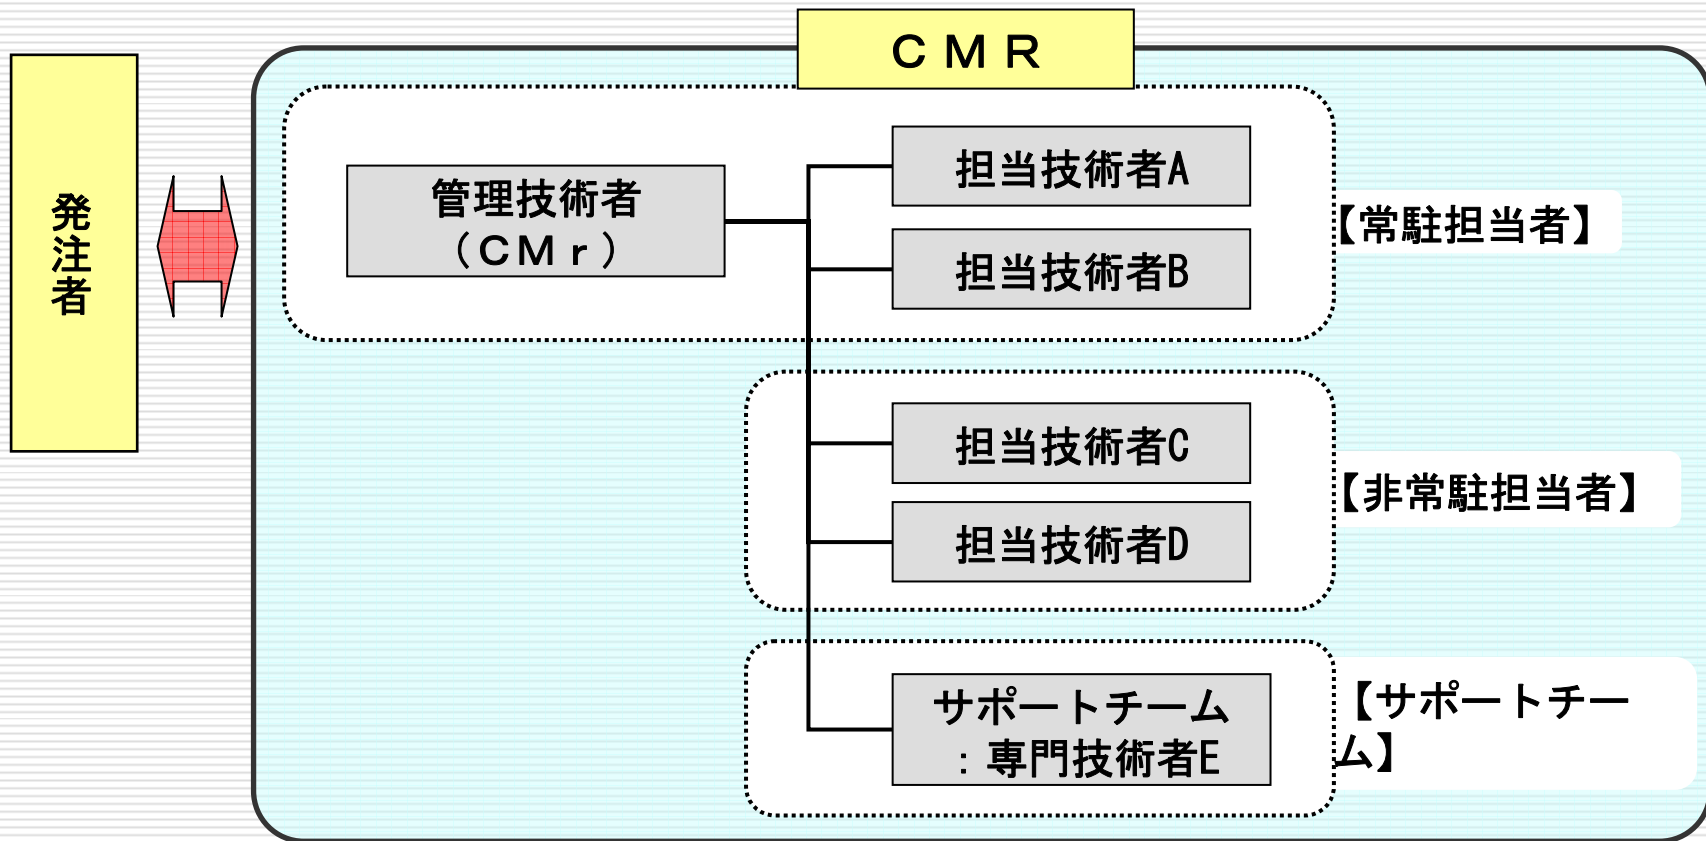 ＣＭＲ
発注者
管理技術者
（ＣＭｒ）
担当技術者A
担当技術者B
【常駐担当者】
担当技術者C
担当技術者D
【非常駐担当者】
サポートチーム
：専門技術者E
【サポートチー
ム】